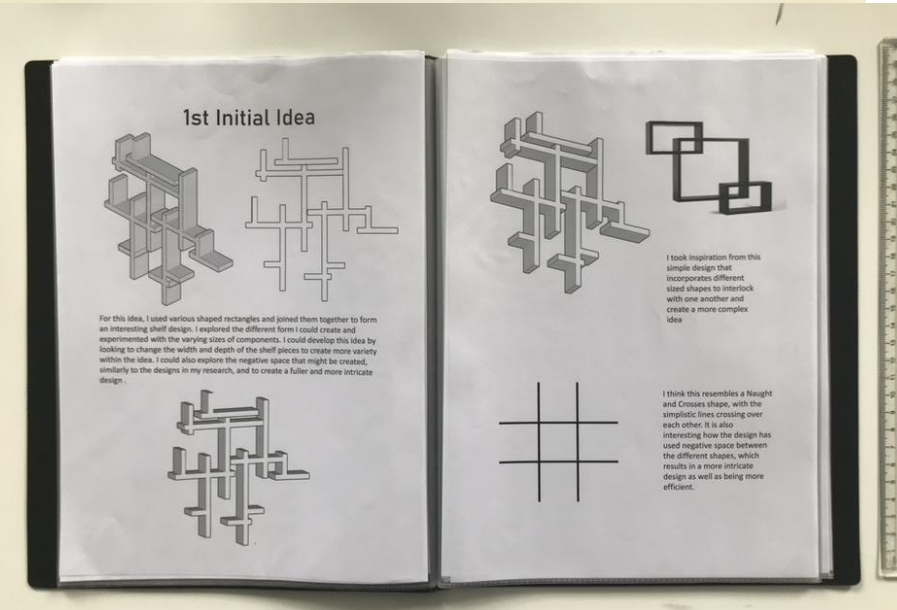 1st Initial Idea
For this idea, I used various shaped rectangles and joined them together to form
an interesting shelf design. I explored the different form I could create and
experimented with the varying sizes of components. I could develop this idea by
looking to change the width and depth of the shelf pieces to create more variety
within the idea. I could also explore the negative space that might be created,
similarly to the designs in my research, and to create a fuller and more intricate
design .
I took inspiration from this
simple design that
incorporates different
sized shapes to interlock
with one another and
create a more complex
idea
I think this resembles a Naught
and Crosses shape, with the
simplistic lines crossing over
each other. It is also
interesting how the design has
used negative space between
the different shapes, which
results in a more intricate
design as well as being more
efficient.